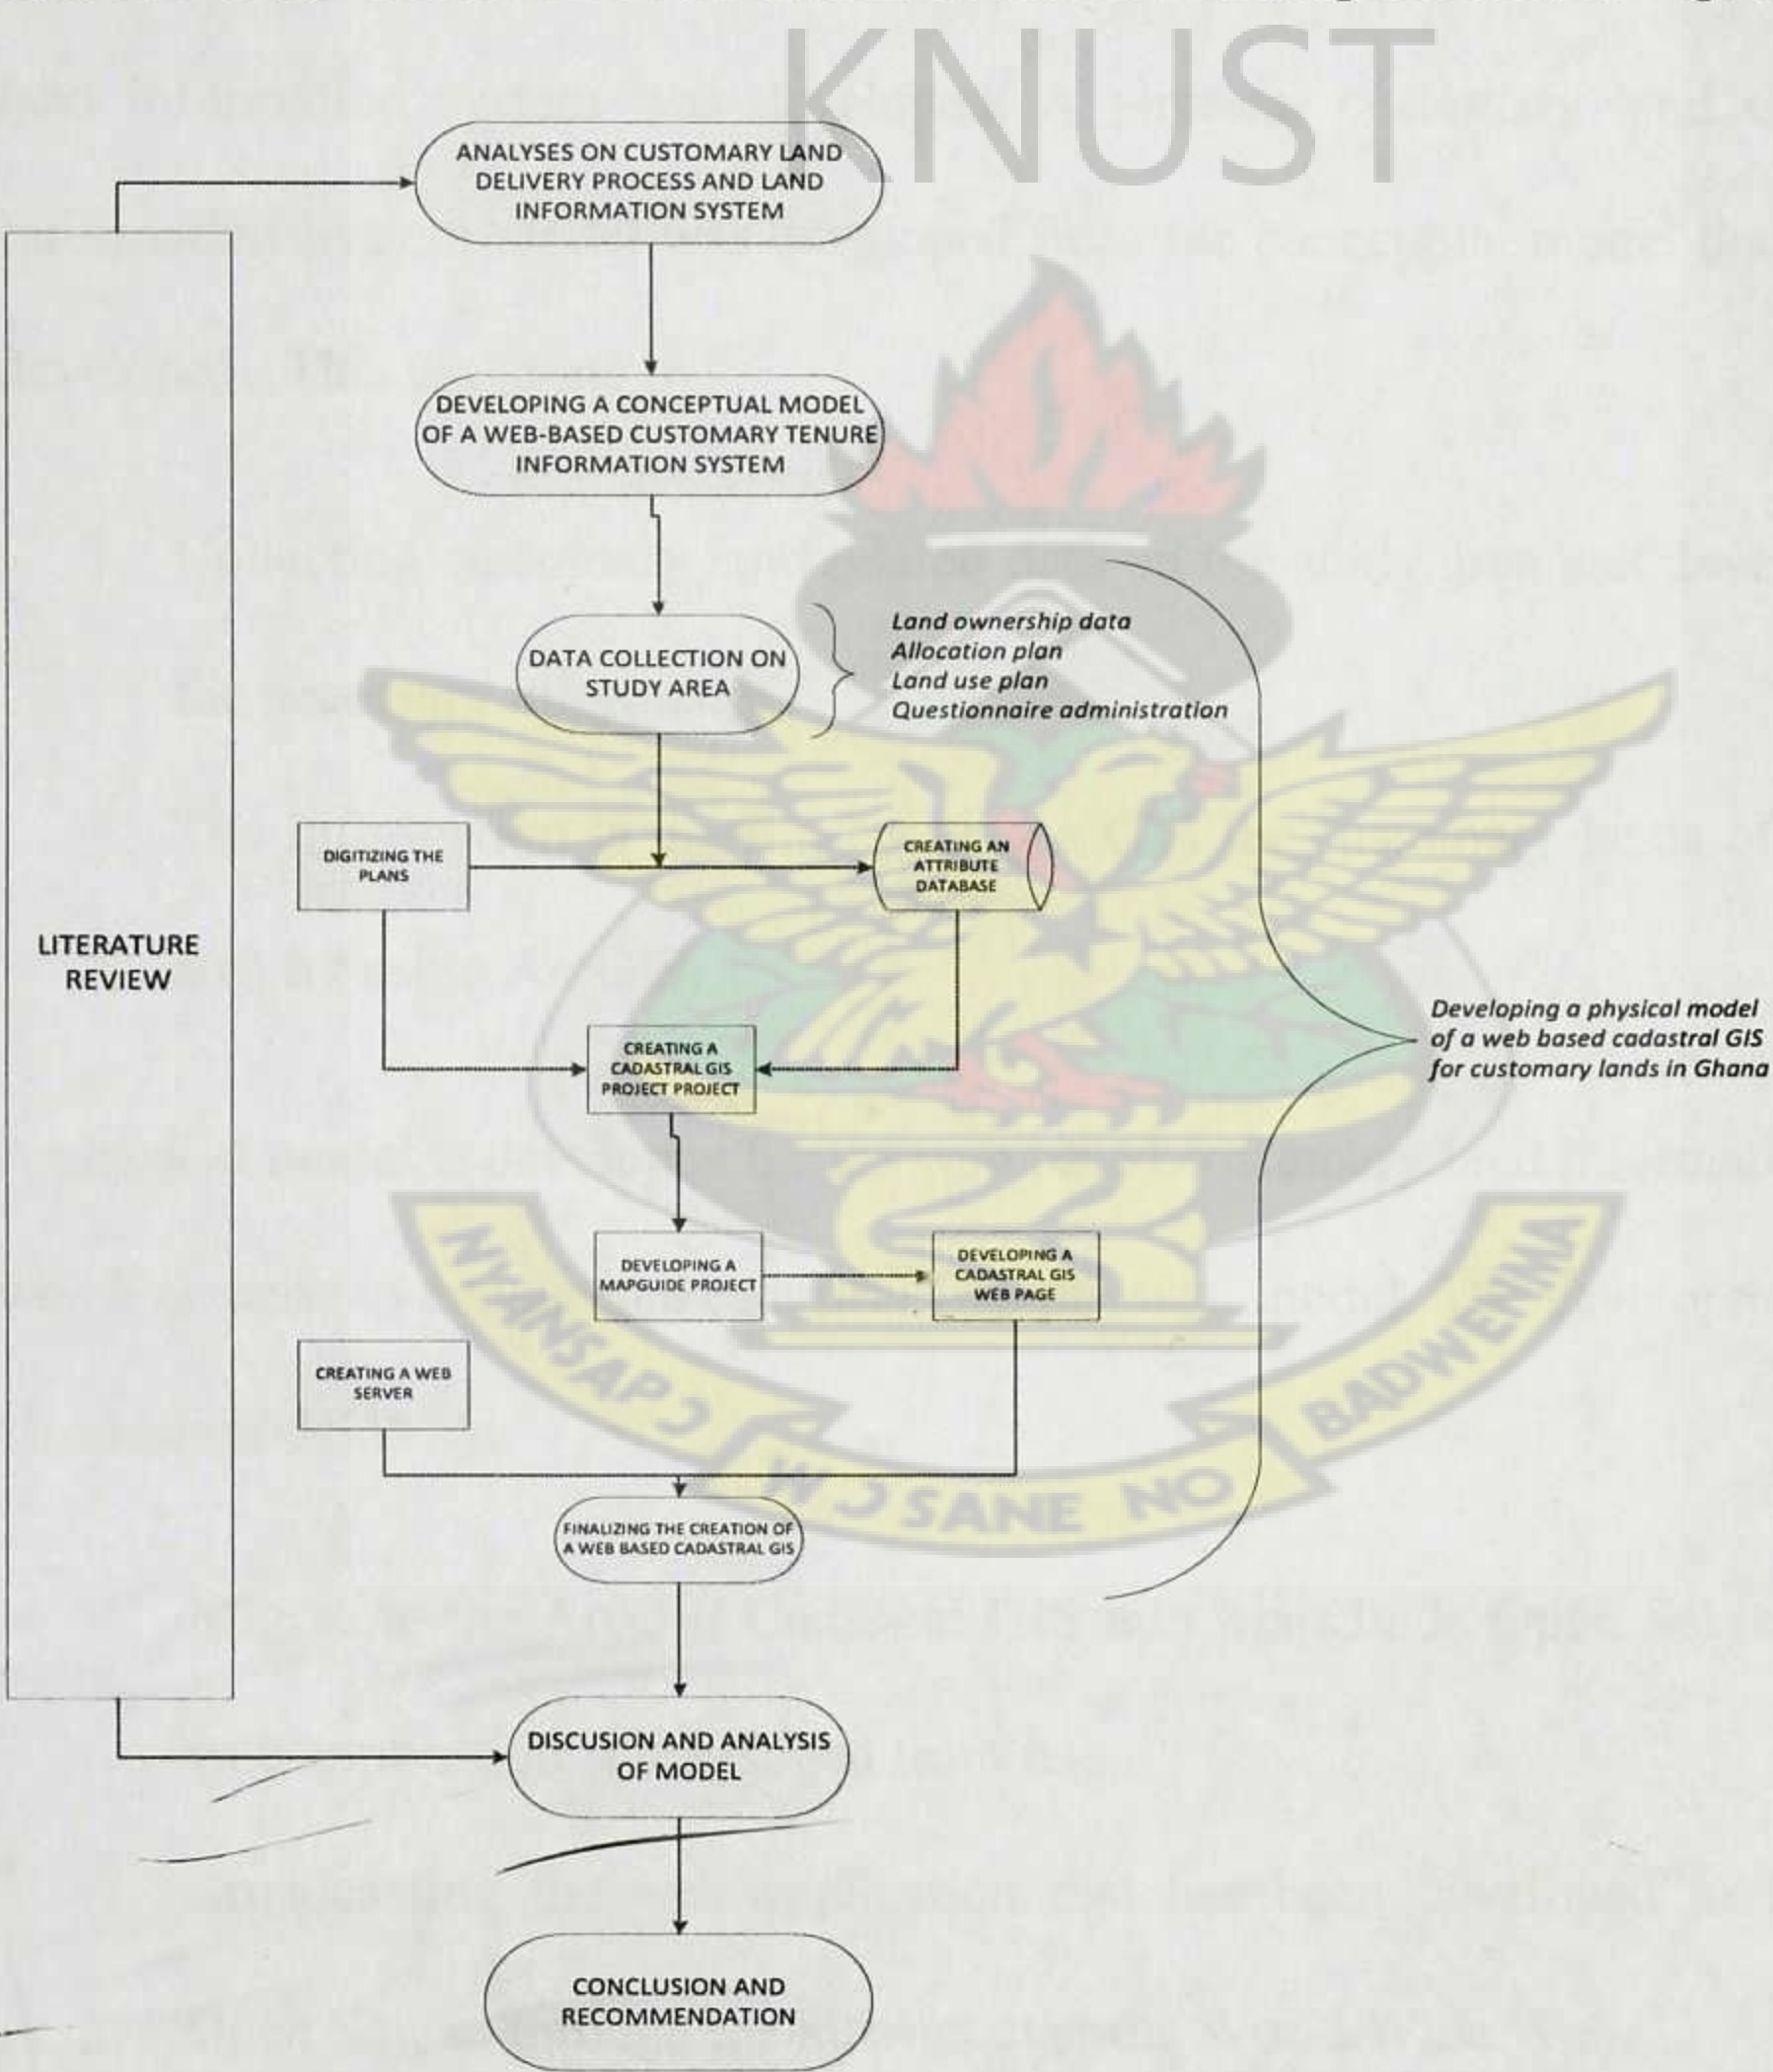 KNUST
ANALYSES ON CUSTOMARY LAND
DELIVERY PROCESS AND LAND
INFORMATION SYSTEM
DEVELOPING A CONCEPTUAL MODEL
OF A WEB-BASED CUSTOMARY TENURE
INFORMATION SYSTEM
DATA COLLECTION ON
STUDY AREA
Land ownership data
Allocation plan
Land use plan
Questionnaire administration
DIGITIZING THE
PLANS
CREATING AN
ATTRIBUTE
DATABASE
LITERATURE
REVIEW
CREATING A
CADASTRAL GIS
PROJECT PROJECT
Developing a physical model
of a web based cadastral GIS
for customary lands in Ghana
DEVELOPING A
MAPGUIDE PROJECT
DEVELOPING A
CADASTRAL GIS
WEB PAGE
CREATING A WEB
SERVER
NYANSAPƆ
WƆSANE NO
BADWENMA
FINALIZING THE CREATION OF
A WEB BASED CADASTRAL GIS
DISCUSION AND ANALYSIS
OF MODEL
CONCLUSION AND
RECOMMENDATION